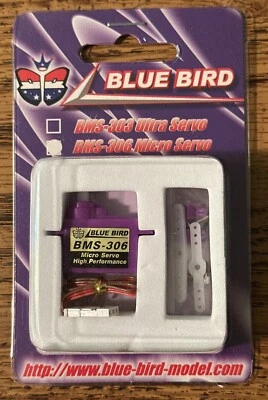 BLUE BIRD
BMS-303 Ultra Servo
BMS-306 Micro Servo
BLUE BIRD
BMS-306
Micro Servo
High Performance
http://www.blue-bird-model.com